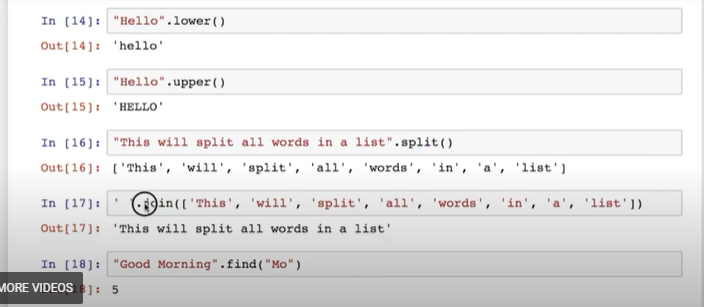 In [14]: "Hello".lower()
Out[14]: 'hello'
In [15]: "Hello".upper()
Out[15]: 'HELLO'
In [16]: "This will split all words in a list".split()
Out[16]: ['This', 'will', 'split', 'all', 'words', 'in', 'a', 'list']
In [17]: ' '.join(['This', 'will', 'split', 'all', 'words', 'in', 'a', 'list'])
Out[17]: 'This will split all words in a list'
In [18]: "Good Morning".find("Mo")
MORE VIDEOS 8]: 5